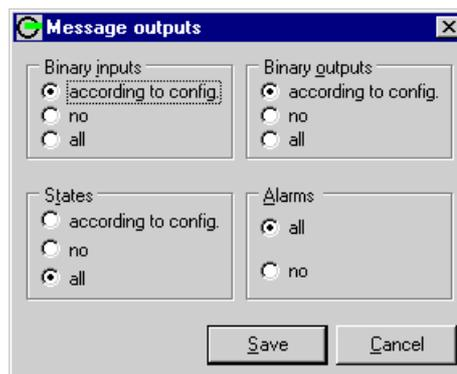 Message outputs
Binary inputs
according to config.
no
all
Binary outputs
according to config.
no
all
States
according to config.
no
all
Alarms
all
no
Save
Cancel